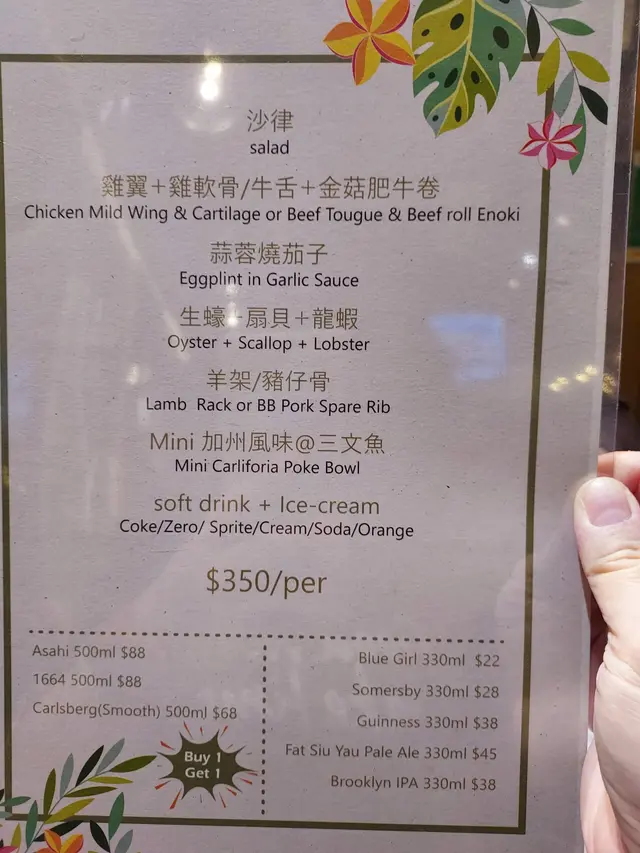 沙律
salad
雞翼＋雞軟骨/牛舌＋金菇肥牛卷
Chicken Mild Wing & Cartilage or Beef Tougue & Beef roll Enoki
蒜蓉燒茄子
Eggplint in Garlic Sauce
生蠔＋扇貝＋龍蝦
Oyster + Scallop + Lobster
羊架/豬仔骨
Lamb Rack or BB Pork Spare Rib
Mini 加州風味@三文魚
Mini Carliforia Poke Bowl
soft drink + Ice-cream
Coke/Zero/ Sprite/Cream/Soda/Orange
$350/per
Asahi 500ml $88
1664 500ml $88
Carlsberg(Smooth) 500ml $68
Buy 1
Get 1
Blue Girl 330ml $22
Somersby 330ml $28
Guinness 330ml $38
Fat Siu Yau Pale Ale 330ml $45
Brooklyn IPA 330ml $38